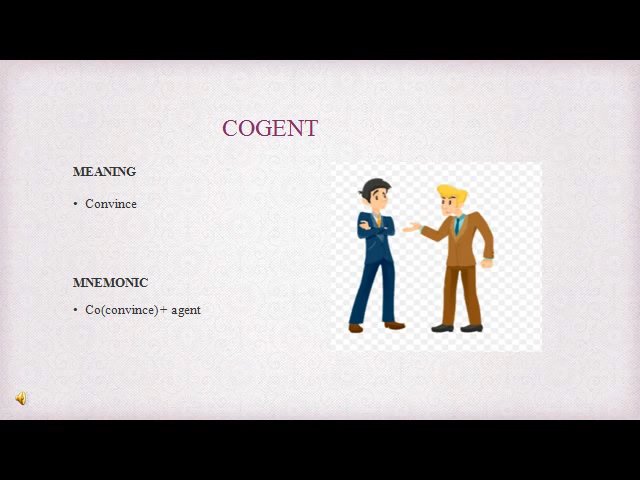 COGENT
MEANING
• Convince
MNEMONIC
• Co(convince)+ agent